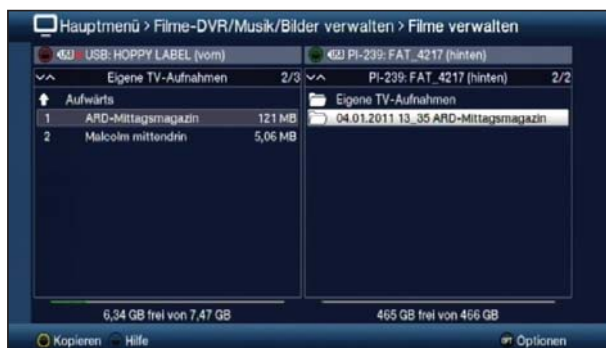 Hauptmenü > Filme-DVR/Musik/Bilder verwalten > Filme verwalten
USB: HOPPY LABEL (vorn)
Eigene TV-Aufnahmen 2/3
Aufwärts
1 ARD-Mittagsmagazin 121 MB
2 Malcolm mittendrin 5,06 MB
6,34 GB frei von 7,47 GB
PI-239: FAT_4217 (hinten)
PI-239: FAT_4217 (hinten) 2/2
Eigene TV-Aufnahmen
04.01.2011 13_35 ARD-Mittagsmagazin
465 GB frei von 466 GB
Kopieren Hilfe OPT Optionen